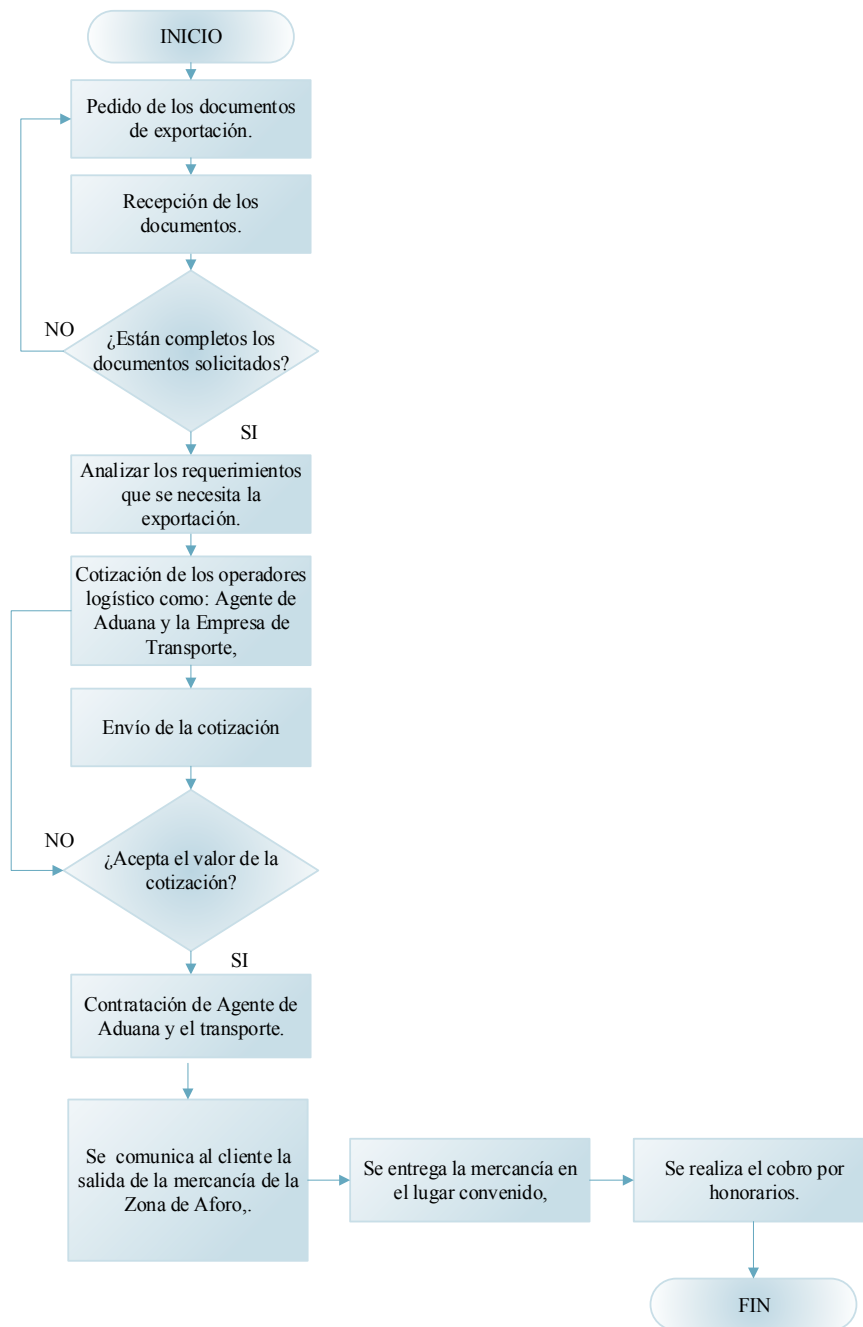 INICIO
Pedido de los documentos
de exportación.
Recepción de los
documentos.
NO
¿Están completos los
documentos solicitados?
SI
Analizar los requerimientos
que se necesita la
exportación.
Cotización de los operadores
logístico como: Agente de
Aduana y la Empresa de
Transporte,
Envío de la cotización
NO
¿Acepta el valor de la
cotización?
SI
Contratación de Agente de
Aduana y el transporte.
Se comunica al cliente la
salida de la mercancía de la
Zona de Aforo,.
Se entrega la mercancía en
el lugar convenido,
Se realiza el cobro por
honorarios.
FIN